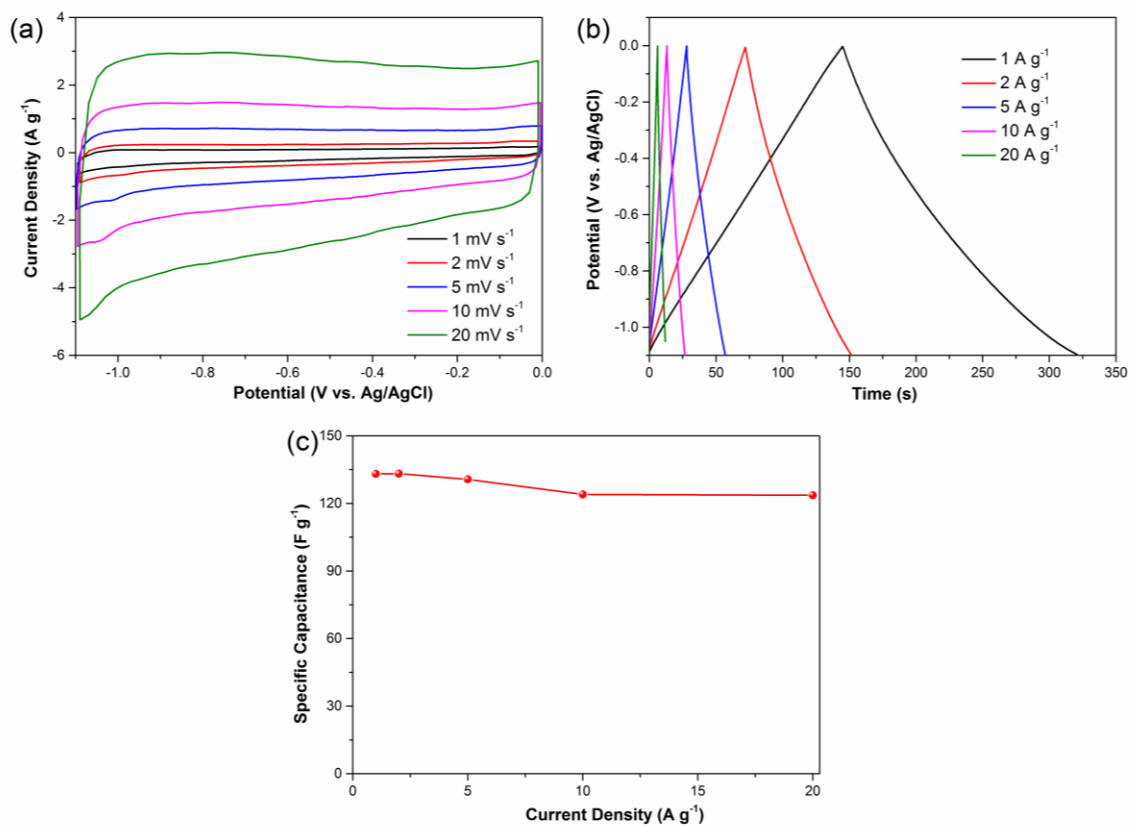 (a)
4
2
0
-2
-4
-6
Current Density (A g⁻¹)
-1.0
-0.8
-0.6
-0.4
-0.2
0.0
Potential (V vs. Ag/AgCl)
1 mV s⁻¹
2 mV s⁻¹
5 mV s⁻¹
10 mV s⁻¹
20 mV s⁻¹
(b)
0.0
-0.2
-0.4
-0.6
-0.8
-1.0
Potential (V vs. Ag/AgCl)
0
50
100
150
200
250
300
350
Time (s)
1 A g⁻¹
2 A g⁻¹
5 A g⁻¹
10 A g⁻¹
20 A g⁻¹
(c)
150
120
90
60
30
0
Specific Capacitance (F g⁻¹)
0
5
10
15
20
Current Density (A g⁻¹)